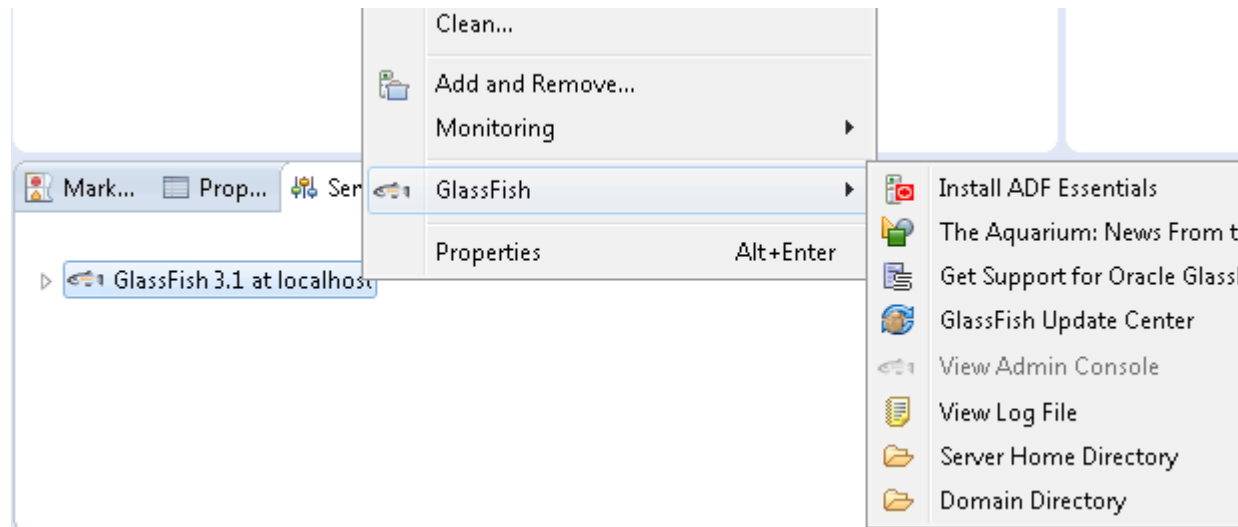 Clean...
Add and Remove...
Monitoring
Mark... Prop... Ser
GlassFish
Properties Alt+Enter
GlassFish 3.1 at localhost
Install ADF Essentials
The Aquarium: News From t
Get Support for Oracle Glass
GlassFish Update Center
View Admin Console
View Log File
Server Home Directory
Domain Directory